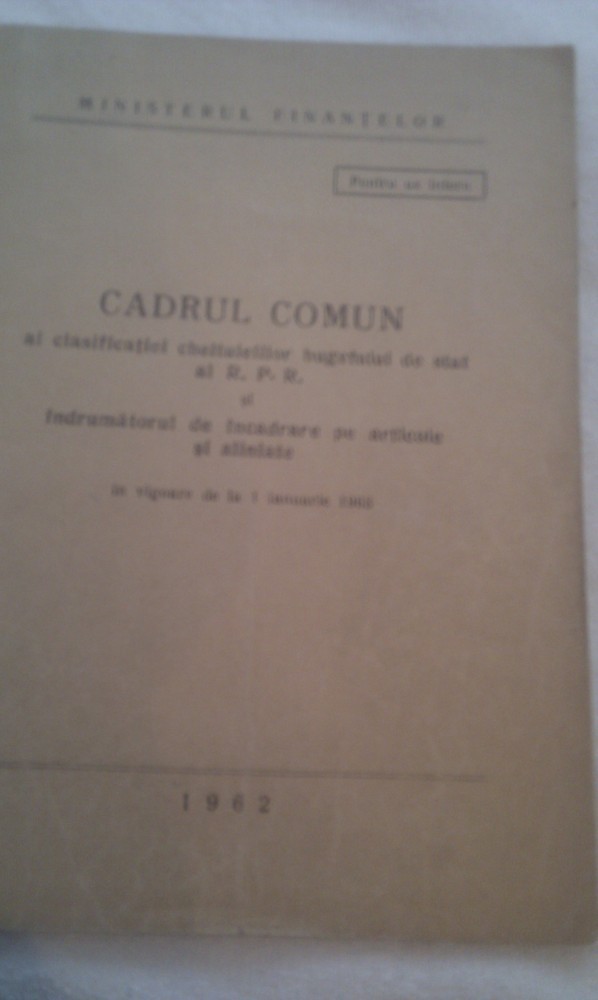 MINISTERUL FINANȚELOR
Pentru uz intern
CADRUL COMUN
al clasificației cheltuielilor bugetului de stat
al R. P. R.
și
îndrumătorul de încadrare pe articole
și aliniate
în vigoare de la 1 ianuarie
1962